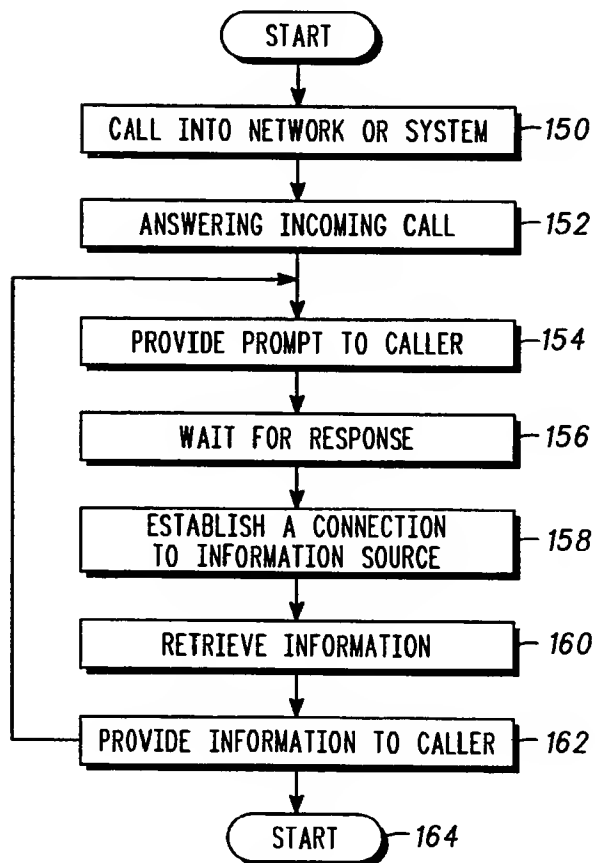 START
CALL INTO NETWORK OR SYSTEM 150
ANSWERING INCOMING CALL 152
PROVIDE PROMPT TO CALLER 154
WAIT FOR RESPONSE 156
ESTABLISH A CONNECTION
TO INFORMATION SOURCE 158
RETRIEVE INFORMATION 160
PROVIDE INFORMATION TO CALLER 162
START 164